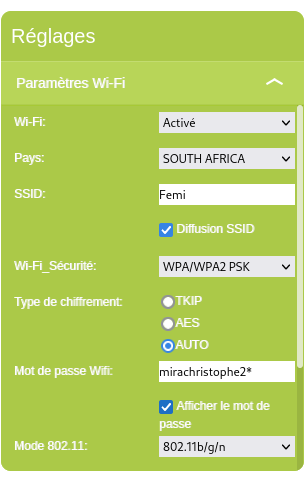 Réglages
Paramètres Wi-Fi
Wi-Fi: Activé
Pays: SOUTH AFRICA
SSID: Femi
Diffusion SSID
Wi-Fi_Sécurité: WPA/WPA2 PSK
Type de chiffrement: TKIP
AES
AUTO
Mot de passe Wifi: mirachristophe2*
Afficher le mot de
passe
Mode 802.11: 802.11b/g/n